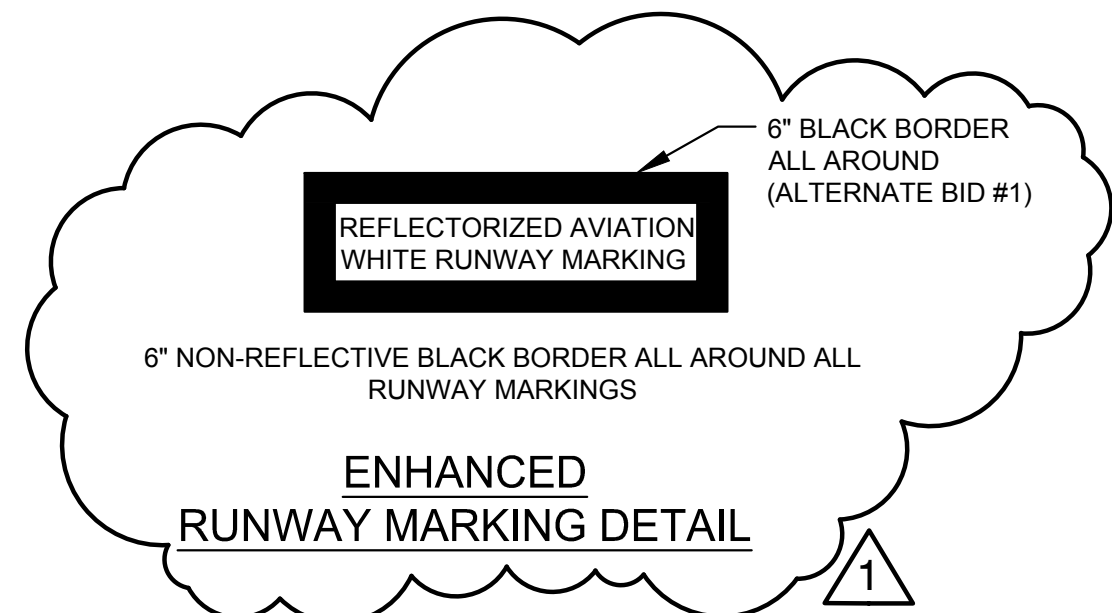 6" BLACK BORDER
ALL AROUND
(ALTERNATE BID #1)
REFLECTORIZED AVIATION
WHITE RUNWAY MARKING
6" NON-REFLECTIVE BLACK BORDER ALL AROUND ALL
RUNWAY MARKINGS
ENHANCED
RUNWAY MARKING DETAIL
1